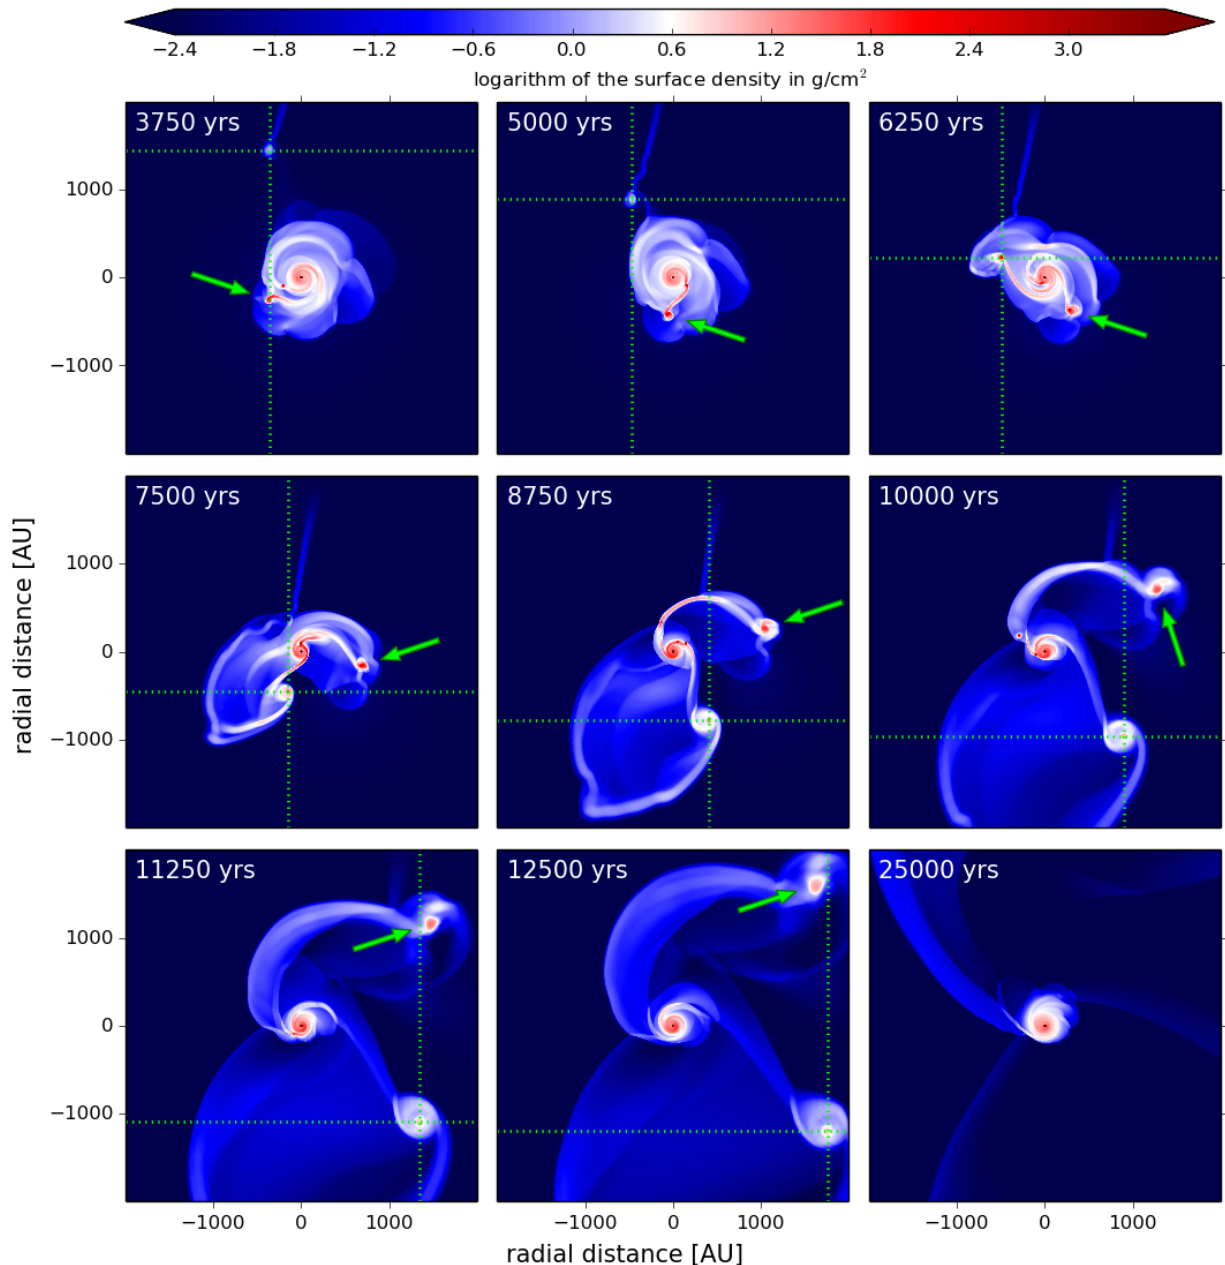 −2.4 −1.8 −1.2 −0.6 0.0 0.6 1.2 1.8 2.4 3.0
logarithm of the surface density in g/cm²
3750 yrs 5000 yrs 6250 yrs
1000
0
−1000
7500 yrs 8750 yrs 10000 yrs
1000
0
−1000
radial distance [AU]
11250 yrs 12500 yrs 25000 yrs
1000
0
−1000
−1000 0 1000 −1000 0 1000 −1000 0 1000
radial distance [AU]